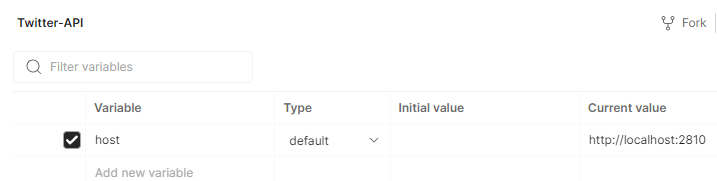 Twitter-API Fork
Filter variables
Variable Type Initial value Current value
host default http://localhost:2810
Add new variable